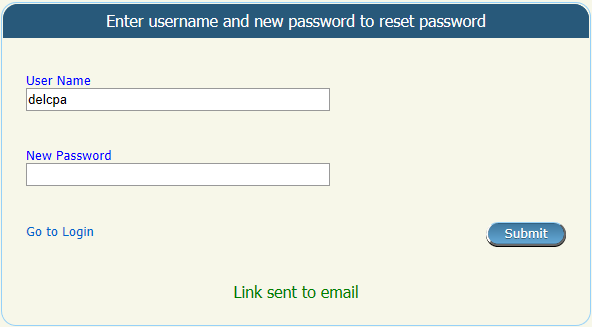 Enter username and new password to reset password
User Name
delcpa
New Password
Go to Login
Submit
Link sent to email